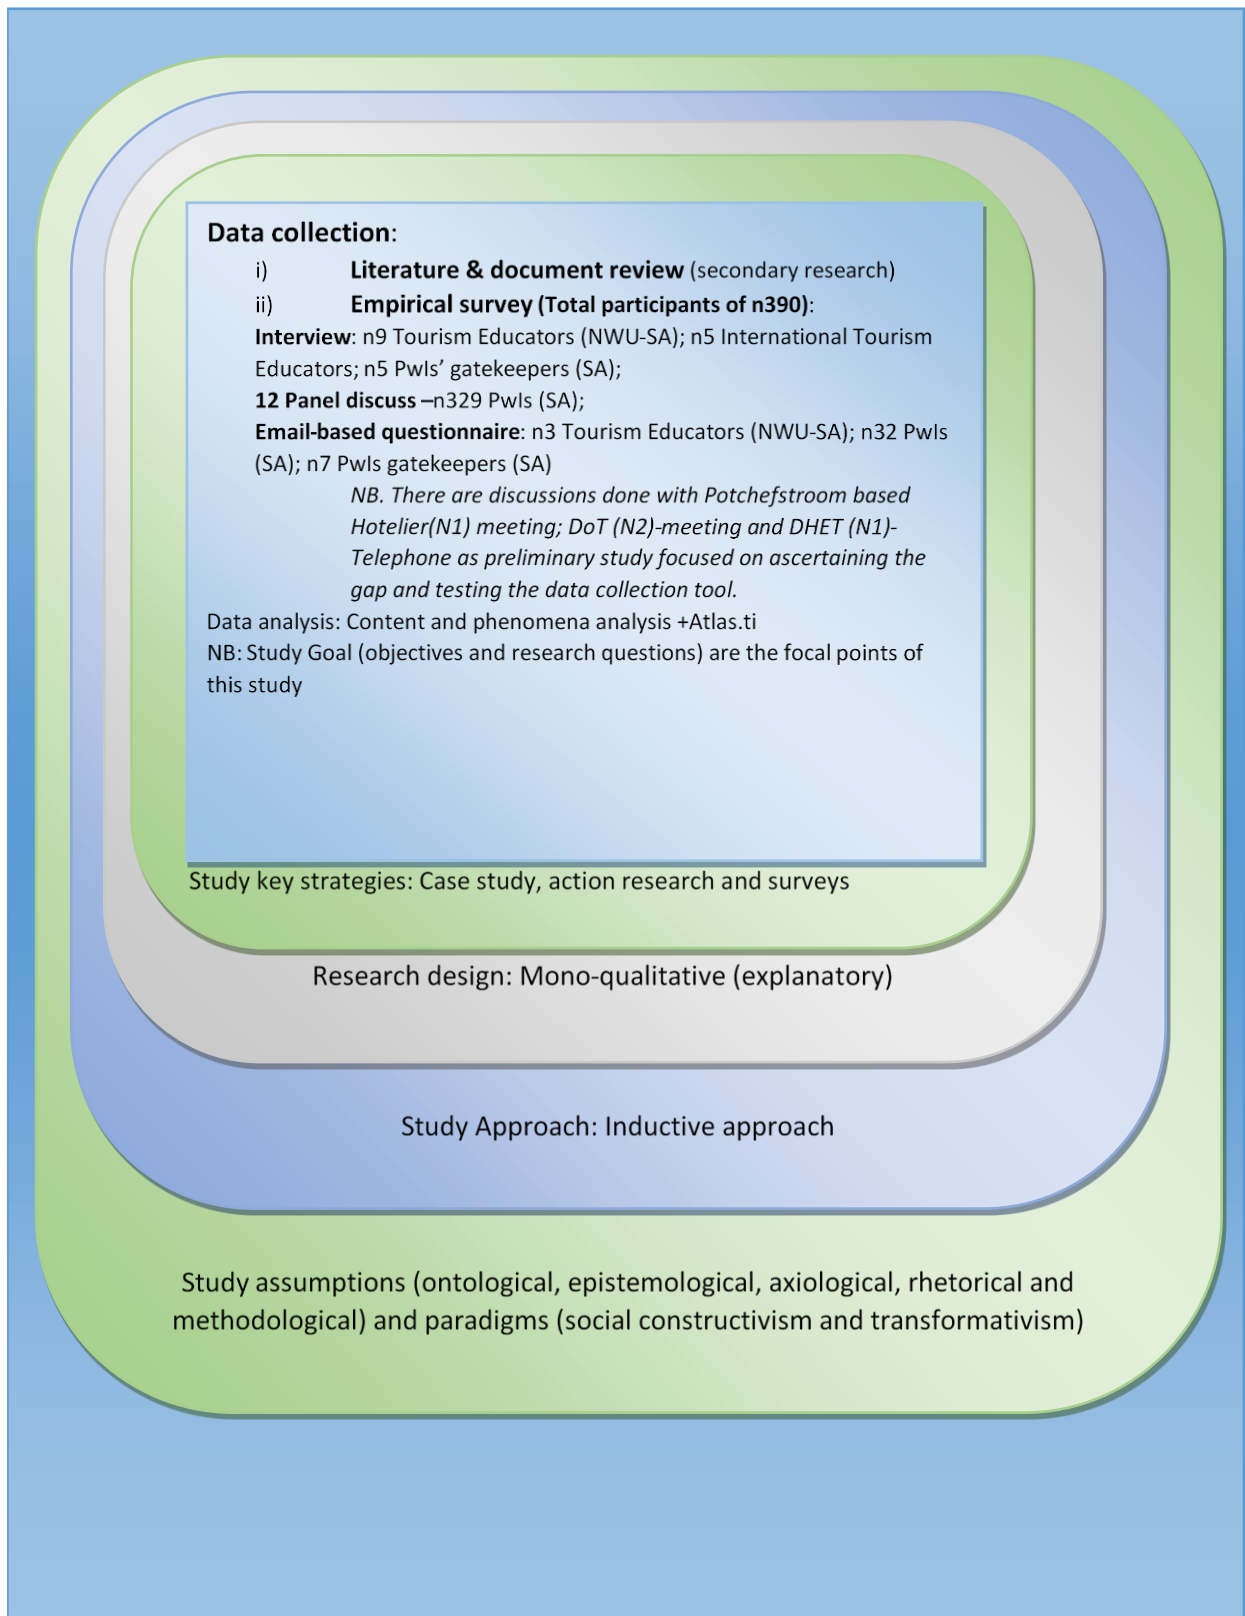 Data collection:
i) Literature & document review (secondary research)
ii) Empirical survey (Total participants of n390):
Interview: n9 Tourism Educators (NWU-SA); n5 International Tourism
Educators; n5 PwIs’ gatekeepers (SA);
12 Panel discuss –n329 PwIs (SA);
Email-based questionnaire: n3 Tourism Educators (NWU-SA); n32 PwIs
(SA); n7 PwIs gatekeepers (SA)
NB. There are discussions done with Potchefstroom based
Hotelier(N1) meeting; DoT (N2)-meeting and DHET (N1)-
Telephone as preliminary study focused on ascertaining the
gap and testing the data collection tool.
Data analysis: Content and phenomena analysis +Atlas.ti
NB: Study Goal (objectives and research questions) are the focal points of
this study
Study key strategies: Case study, action research and surveys
Research design: Mono-qualitative (explanatory)
Study Approach: Inductive approach
Study assumptions (ontological, epistemological, axiological, rhetorical and
methodological) and paradigms (social constructivism and transformativism)